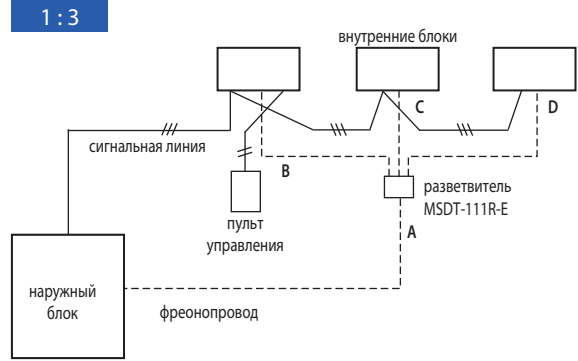 1 : 3
внутренние блоки
C
D
сигнальная линия
B
разветвитель
MSDT-111R-E
пульт
управления
A
наружный
блок
фреонопровод